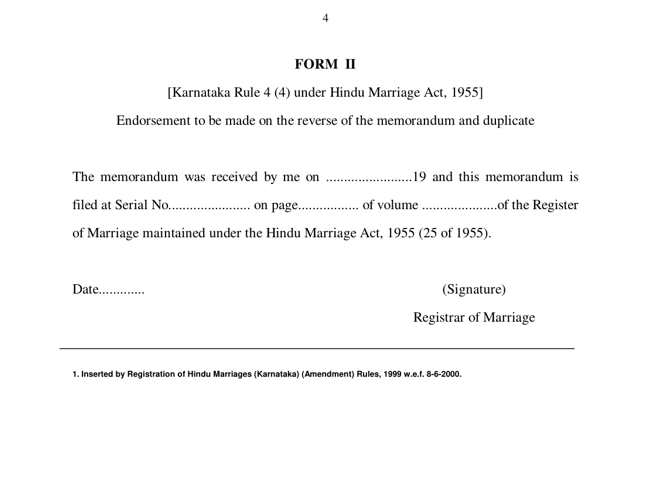 4
FORM II
[Karnataka Rule 4 (4) under Hindu Marriage Act, 1955]
Endorsement to be made on the reverse of the memorandum and duplicate
The memorandum was received by me on ........................19 and this memorandum is
filed at Serial No....................... on page................. of volume .....................of the Register
of Marriage maintained under the Hindu Marriage Act, 1955 (25 of 1955).
Date.............
(Signature)
Registrar of Marriage
1. Inserted by Registration of Hindu Marriages (Karnataka) (Amendment) Rules, 1999 w.e.f. 8-6-2000.